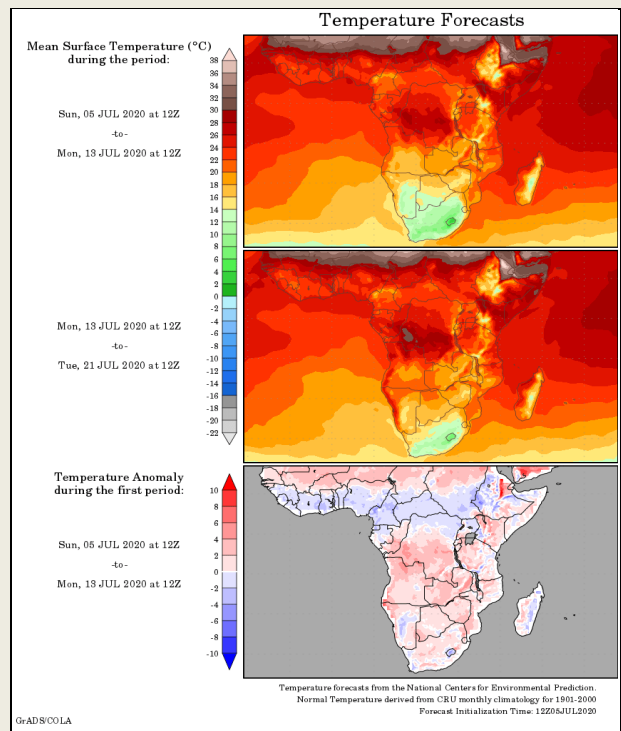 Temperature Forecasts
Mean Surface Temperature (°C)
during the period:
38
36
34
32
30
28
26
24
22
20
18
16
14
12
10
8
6
4
2
0
-2
-4
-6
-8
-10
-12
-14
-16
-17
-18
-20
-22
Sun, 05 JUL 2020 at 12Z
-to-
Mon, 13 JUL 2020 at 12Z
Mon, 13 JUL 2020 at 12Z
-to-
Tue, 21 JUL 2020 at 12Z
Temperature Anomaly
during the first period:
10
8
6
4
2
0
-2
-4
-6
-8
-10
Sun, 05 JUL 2020 at 12Z
-to-
Mon, 13 JUL 2020 at 12Z
Temperature forecasts from the National Centers for Environmental Prediction.
Normal Temperature derived from CRU monthly climatology for 1901-2000
Forecast Initialization Time: 12Z05JUL2020
GrADS/COLA